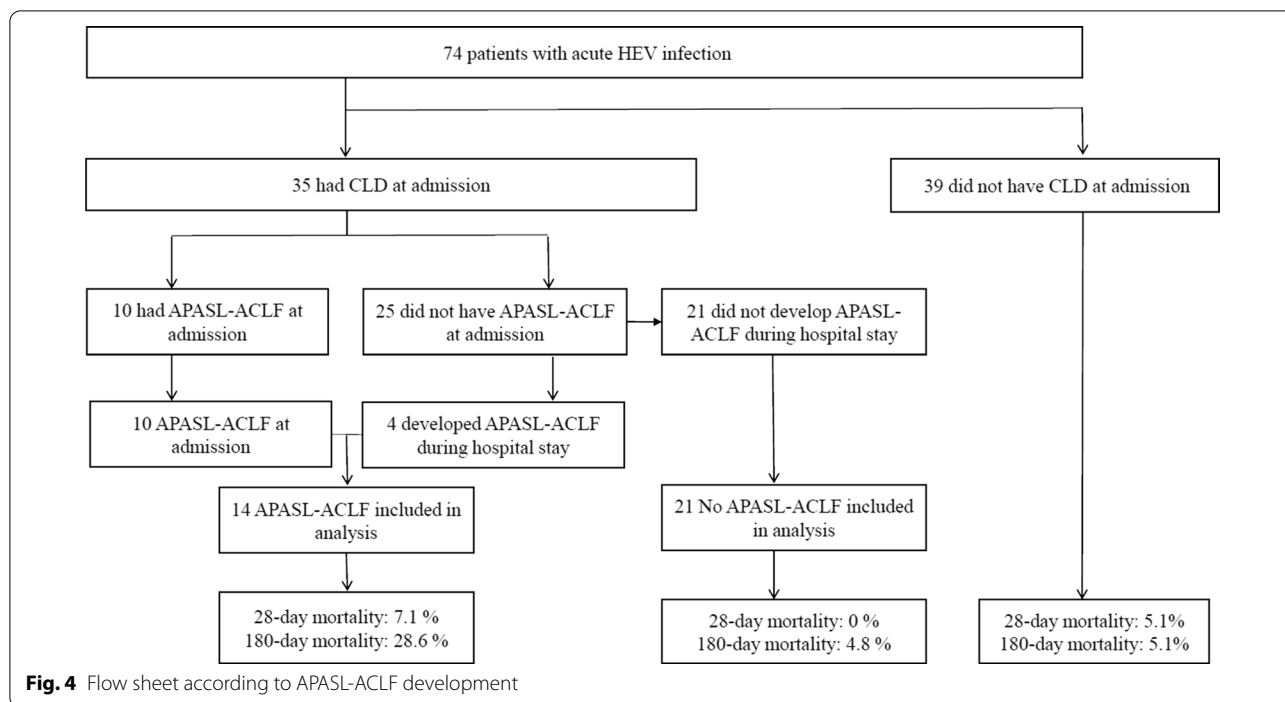 74 patients with acute HEV infection
35 had CLD at admission
39 did not have CLD at admission
10 had APASL-ACLF at
admission
25 did not have APASL-ACLF
at admission
21 did not develop APASL-
ACLF during hospital stay
10 APASL-ACLF at
admission
4 developed APASL-ACLF
during hospital stay
14 APASL-ACLF included in
analysis
21 No APASL-ACLF included
in analysis
28-day mortality: 7.1 %
180-day mortality: 28.6 %
28-day mortality: 0 %
180-day mortality: 4.8 %
28-day mortality: 5.1%
180-day mortality: 5.1%
Fig. 4 Flow sheet according to APASL-ACLF development